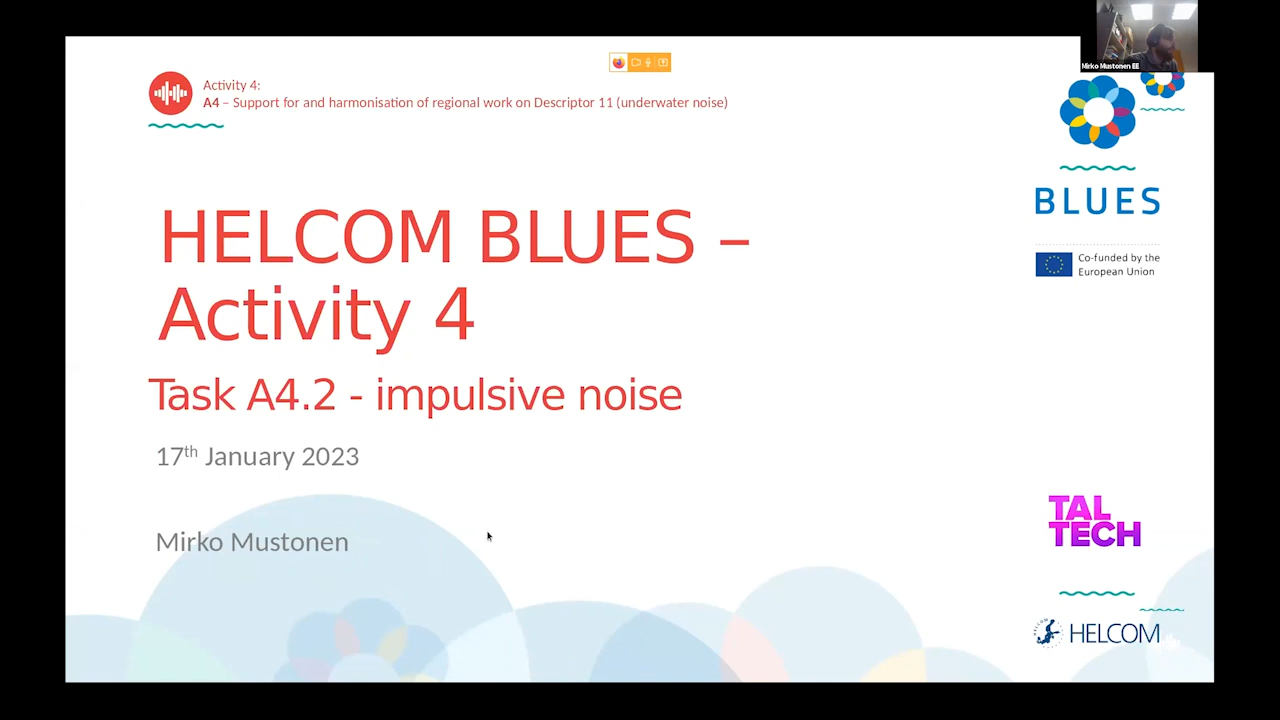 Mirko Mustonen EE
Activity 4:
A4 – Support for and harmonisation of regional work on Descriptor 11 (underwater noise)
BLUES
Co-funded by the
European Union
HELCOM BLUES –
Activity 4
Task A4.2 - impulsive noise
17th January 2023
Mirko Mustonen
TAL
TECH
HELCOM